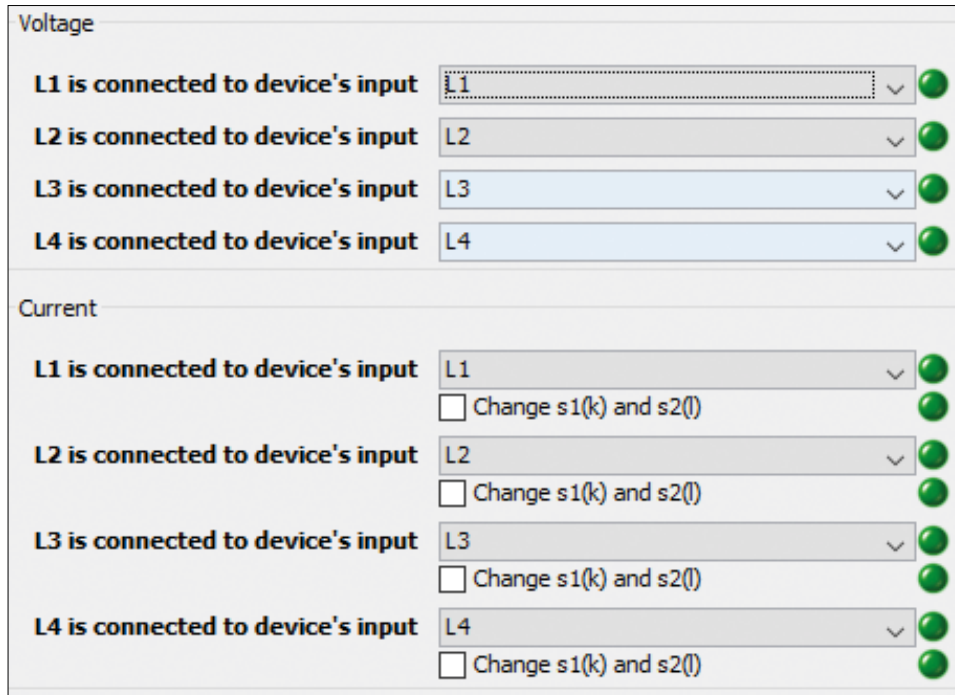 Voltage
L1 is connected to device's input L1
L2 is connected to device's input L2
L3 is connected to device's input L3
L4 is connected to device's input L4
Current
L1 is connected to device's input L1
Change s1(k) and s2(l)
L2 is connected to device's input L2
Change s1(k) and s2(l)
L3 is connected to device's input L3
Change s1(k) and s2(l)
L4 is connected to device's input L4
Change s1(k) and s2(l)